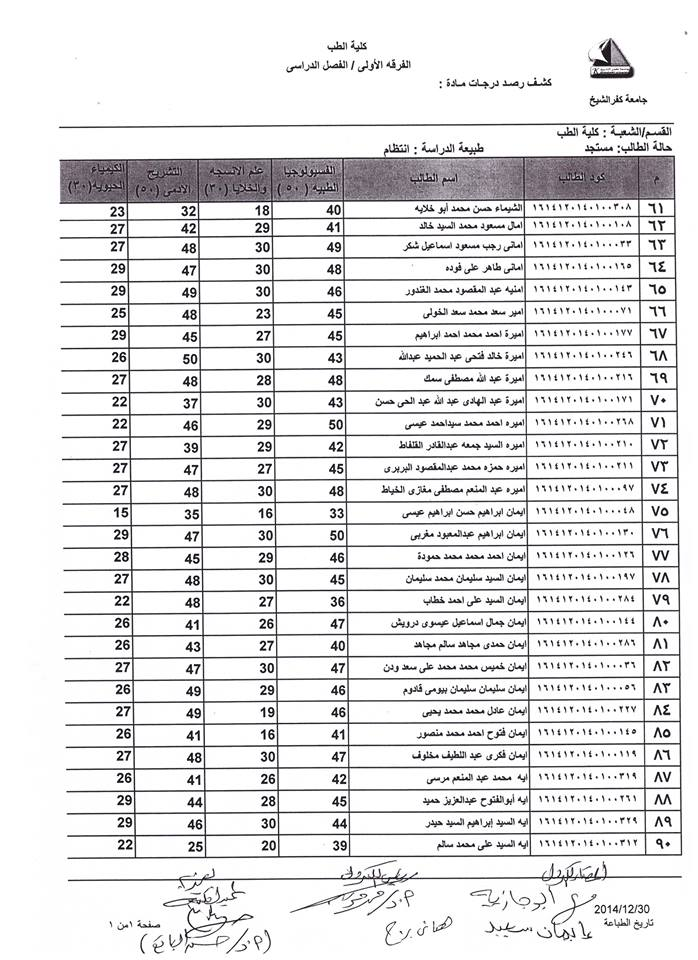 كلية الطب
الفرقه الأولى / الفصل الدراسى
كشف رصد درجات مادة :
جامعة كفر الشيخ
القسم/الشعبة : كلية الطب
حالة الطالب: مستجد طبيعة الدراسة : انتظام
م كود الطالب اسم الطالب الفسيولوجيا الطبيه (٥٠) علم الانسجه والخلايا (٣٠) التشريح الادمى (٥٠) الكيمياء الحيويه(٣٠)
٦١ ١٦١٤١٢٠١٤٠١٠٠٣٠٨ الشيماء حسن محمد أبو خلايه 40 18 32 23
٦٢ ١٦١٤١٢٠١٤٠١٠٠١٠٨ امال مسعود محمد السيد خالد 41 29 42 27
٦٣ ١٦١٤١٢٠١٤٠١٠٠٠٣٣ امانى رجب مسعود اسماعيل شكر 49 30 48 27
٦٤ ١٦١٤١٢٠١٤٠١٠٠١٦٥ امانى طاهر على فوده 48 30 47 29
٦٥ ١٦١٤١٢٠١٤٠١٠٠١٤٣ امنيه عبد المقصود محمد الغندور 46 30 49 29
٦٦ ١٦١٤١٢٠١٤٠١٠٠٠٧١ امير سعد محمد سعد الخولى 45 23 48 25
٦٧ ١٦١٤١٢٠١٤٠١٠٠١٧٧ اميرة احمد محمد احمد ابراهيم 45 27 45 29
٦٨ ١٦١٤١٢٠١٤٠١٠٠٢٤٦ اميرة خالد فتحى عبد الحميد عبدالله 43 30 50 26
٦٩ ١٦١٤١٢٠١٤٠١٠٠٢١٦ اميرة عبد الله مصطفى سمك 48 28 48 27
٧٠ ١٦١٤١٢٠١٤٠١٠٠١٧١ اميرة عبد الهادى عبد الله عبد الحى حسن 43 30 37 22
٧١ ١٦١٤١٢٠١٤٠١٠٠٢٦٨ اميره احمد محمد سيداحمد عيسى 50 29 46 22
٧٢ ١٦١٤١٢٠١٤٠١٠٠٢١٠ اميره السيد جمعه عبدالقادر القلفاط 42 29 39 27
٧٣ ١٦١٤١٢٠١٤٠١٠٠٢١١ اميره حمزه محمد عبدالمقصود البربرى 45 27 47 27
٧٤ ١٦١٤١٢٠١٤٠١٠٠٠٩٧ اميره عبد المنعم مصطفى مغازى الخياط 48 30 48 27
٧٥ ١٦١٤١٢٠١٤٠١٠٠٠٤٨ ايمان ابراهيم حسن ابراهيم عيسى 33 16 35 15
٧٦ ١٦١٤١٢٠١٤٠١٠٠١٣٠ ايمان ابراهيم عبدالمعبود مغربى 50 30 47 29
٧٧ ١٦١٤١٢٠١٤٠١٠٠١٢٦ ايمان احمد محمد محمد حمودة 46 29 45 28
٧٨ ١٦١٤١٢٠١٤٠١٠٠١٩٧ ايمان السيد سليمان محمد سليمان 45 30 48 27
٧٩ ١٦١٤١٢٠١٤٠١٠٠٢٨٤ ايمان السيد على احمد خطاب 36 27 48 22
٨٠ ١٦١٤١٢٠١٤٠١٠٠١٤٤ ايمان جمال اسماعيل عيسوى درويش 47 26 41 26
٨١ ١٦١٤١٢٠١٤٠١٠٠٢٨٦ ايمان حمدى مجاهد سالم مجاهد 40 27 43 26
٨٢ ١٦١٤١٢٠١٤٠١٠٠٠٣٦ ايمان خميس محمد محمد على سعد ودن 47 30 47 27
٨٣ ١٦١٤١٢٠١٤٠١٠٠٠٥٦ ايمان سليمان سليمان بيومى قادوم 46 29 49 26
٨٤ ١٦١٤١٢٠١٤٠١٠٠٢٢٧ ايمان عادل محمد محمد يحيى 46 19 49 27
٨٥ ١٦١٤١٢٠١٤٠١٠٠١٤٥ ايمان فتوح احمد محمد منصور 41 16 41 26
٨٦ ١٦١٤١٢٠١٤٠١٠٠١١٩ ايمان فكرى عبد اللطيف مخلوف 47 30 48 27
٨٧ ١٦١٤١٢٠١٤٠١٠٠٣١٩ ايه محمد عبد المنعم مرسى 42 26 41 26
٨٨ ١٦١٤١٢٠١٤٠١٠٠٢٦١ ايه أبوالفتوح عبدالعزيز حميد 45 28 44 29
٨٩ ١٦١٤١٢٠١٤٠١٠٠٣٢٩ ايه السيد إبراهيم السيد حيدر 44 30 46 29
٩٠ ١٦١٤١٢٠١٤٠١٠٠٣١٢ ايه السيد على محمد سالم 39 20 25 22
2014/12/30
تاريخ الطباعة صفحة ١من ١